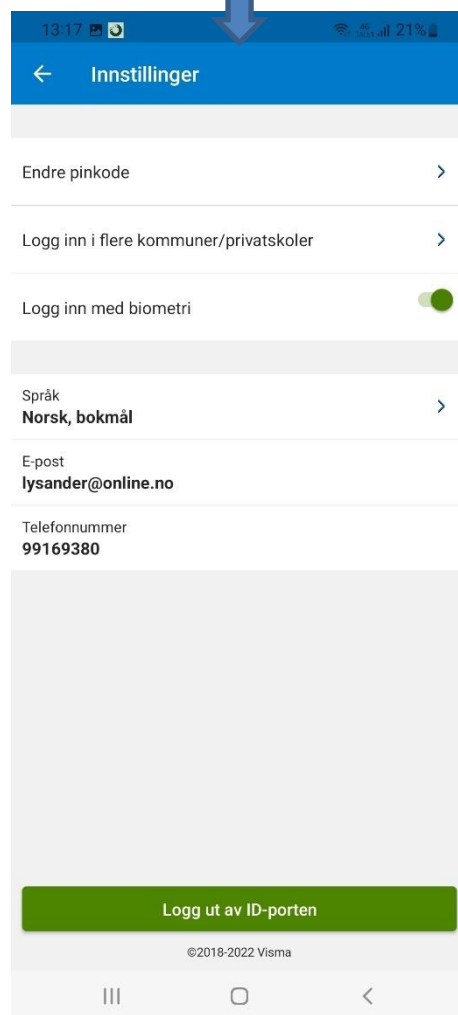 13:17 21%
Innstillinger
Endre pinkode
Logg inn i flere kommuner/privatskoler
Logg inn med biometri
Språk
Norsk, bokmål
E-post
lysander@online.no
Telefonnummer
99169380
Logg ut av ID-porten
©2018-2022 Visma